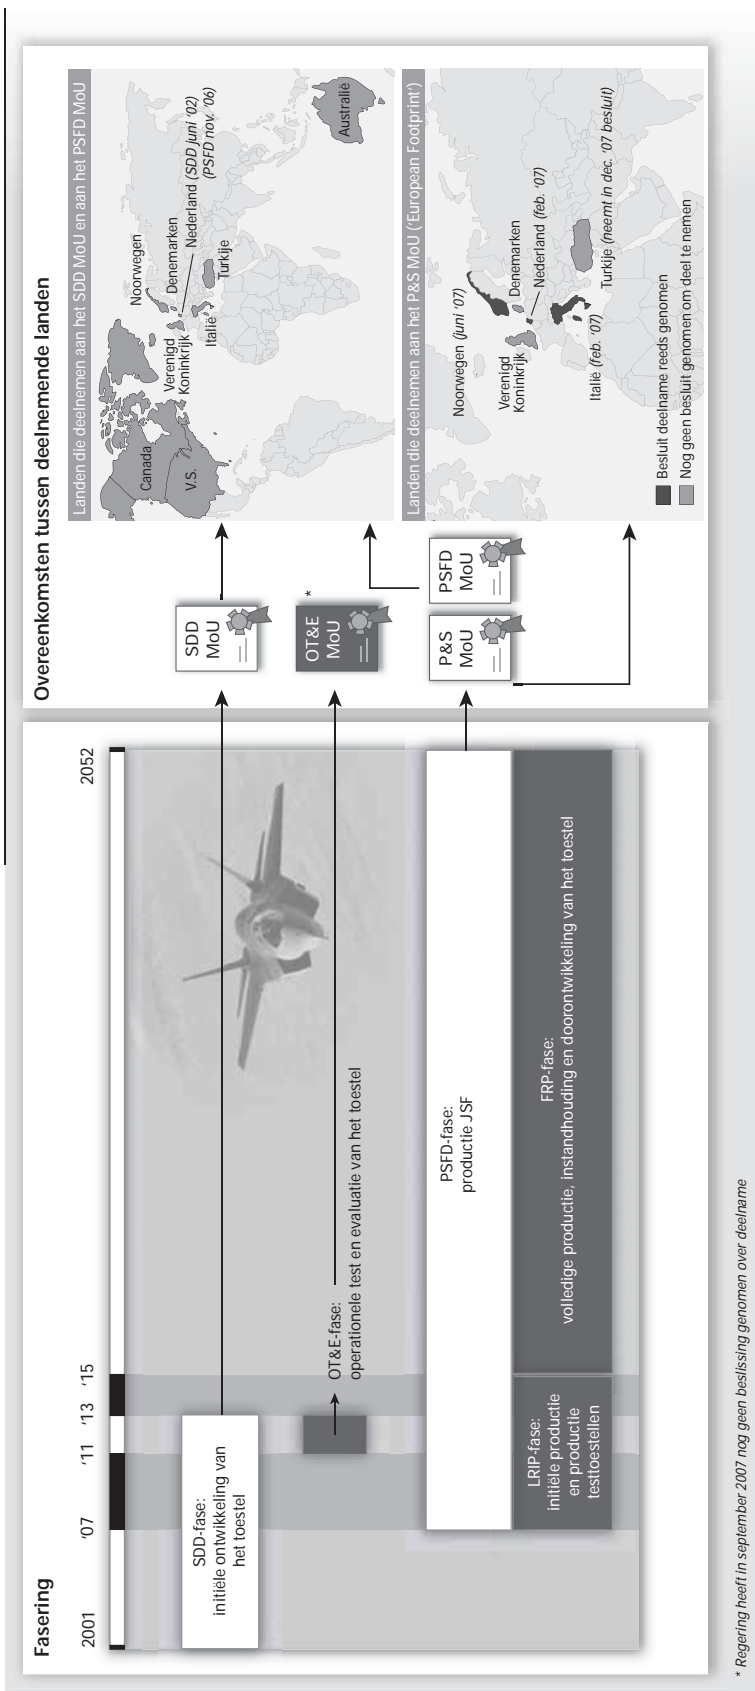 Fasering
2001
'07
'11
'13
'15
2052
SDD-fase:
initiële ontwikkeling van
het toestel
OT&E-fase:
operationele test en evaluatie van het toestel
PSFD-fase:
productie JSF
LRIP-fase:
initiële productie
en productie
testtoestellen
FRP-fase:
volledige productie, instandhouding en doorontwikkeling van het toestel
Overeenkomsten tussen deelnemende landen
SDD
MoU
OT&E
MoU
*
P&S
MoU
PSFD
MoU
Landen die deelnemen aan het SDD MoU en aan het PSFD MoU
Canada
V.S.
Noorwegen
Denemarken
Nederland (SDD juni '02)
(PSFD nov. '06)
Verenigd
Koninkrijk
Italië
Turkije
Australië
Landen die deelnemen aan het P&S MoU ('European Footprint')
Noorwegen (juni '07)
Denemarken
Nederland (feb. '07)
Verenigd
Koninkrijk
Italië (feb. '07)
Turkije (neemt in dec. '07 besluit)
Besluit deelname reeds genomen
Nog geen besluit genomen om deel te nemen
* Regering heeft in september 2007 nog geen beslissing genomen over deelname